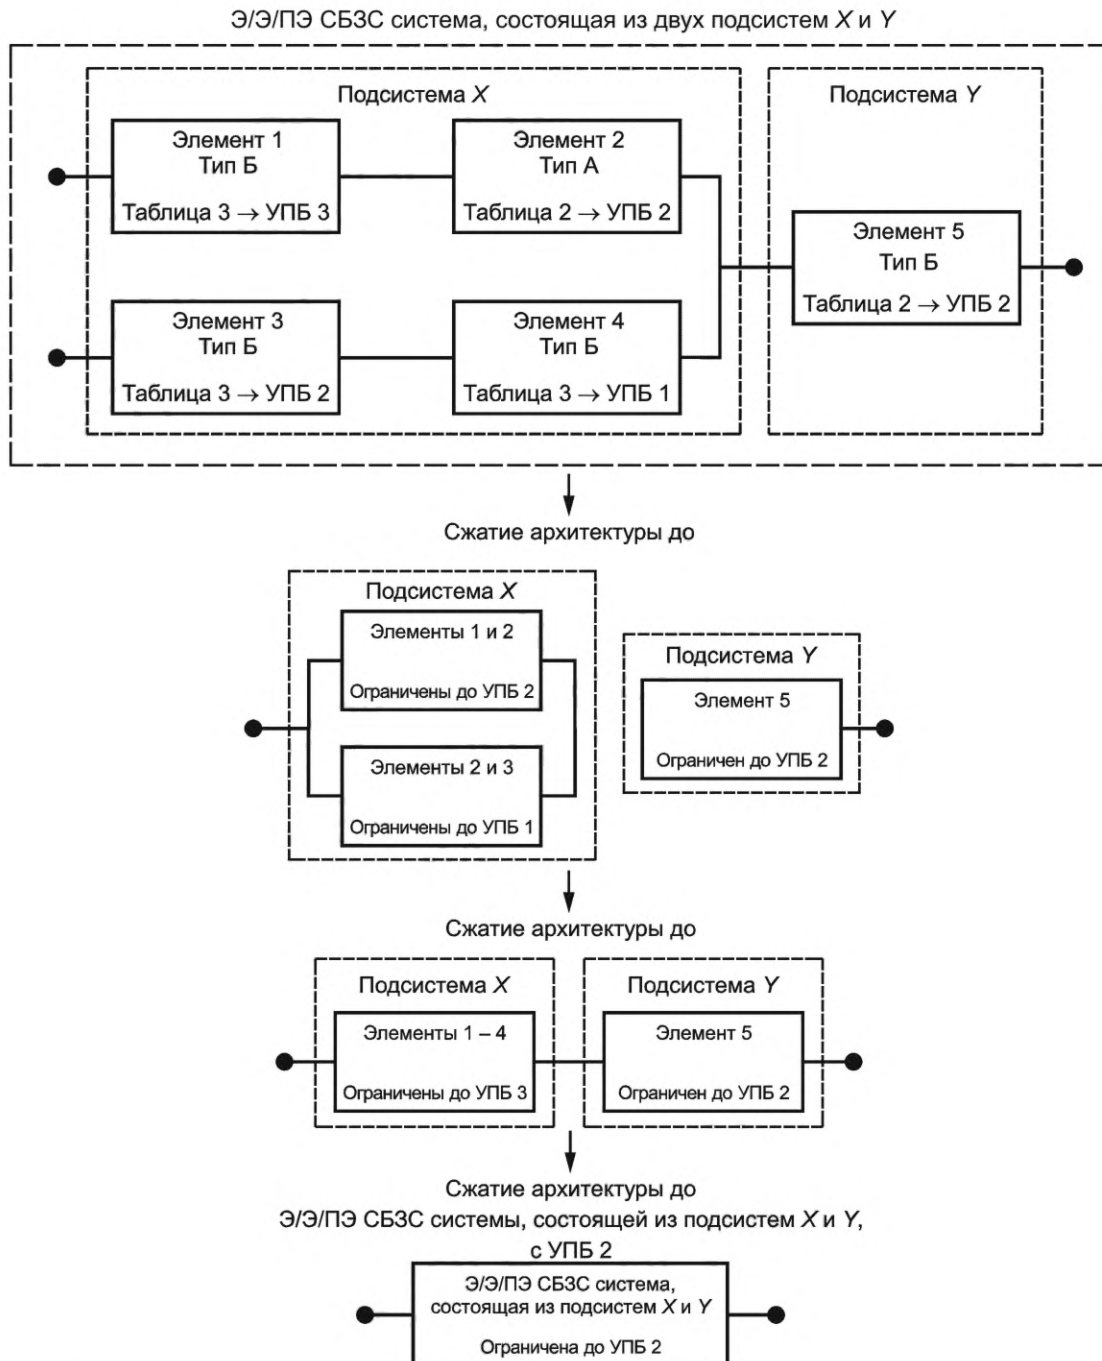 Э/Э/ПЭ СБЗС система, состоящая из двух подсистем X и Y
Подсистема X
Подсистема Y
Элемент 1
Тип Б
Таблица 3 → УПБ 3
Элемент 2
Тип А
Таблица 2 → УПБ 2
Элемент 3
Тип Б
Таблица 3 → УПБ 2
Элемент 4
Тип Б
Таблица 3 → УПБ 1
Элемент 5
Тип Б
Таблица 2 → УПБ 2
Сжатие архитектуры до
Подсистема X
Элементы 1 и 2
Ограничены до УПБ 2
Элементы 2 и 3
Ограничены до УПБ 1
Подсистема Y
Элемент 5
Ограничен до УПБ 2
Сжатие архитектуры до
Подсистема X
Элементы 1 – 4
Ограничены до УПБ 3
Подсистема Y
Элемент 5
Ограничен до УПБ 2
Сжатие архитектуры до
Э/Э/ПЭ СБЗС системы, состоящей из подсистем X и Y,
с УПБ 2
Э/Э/ПЭ СБЗС система,
состоящая из подсистем X и Y
Ограничена до УПБ 2